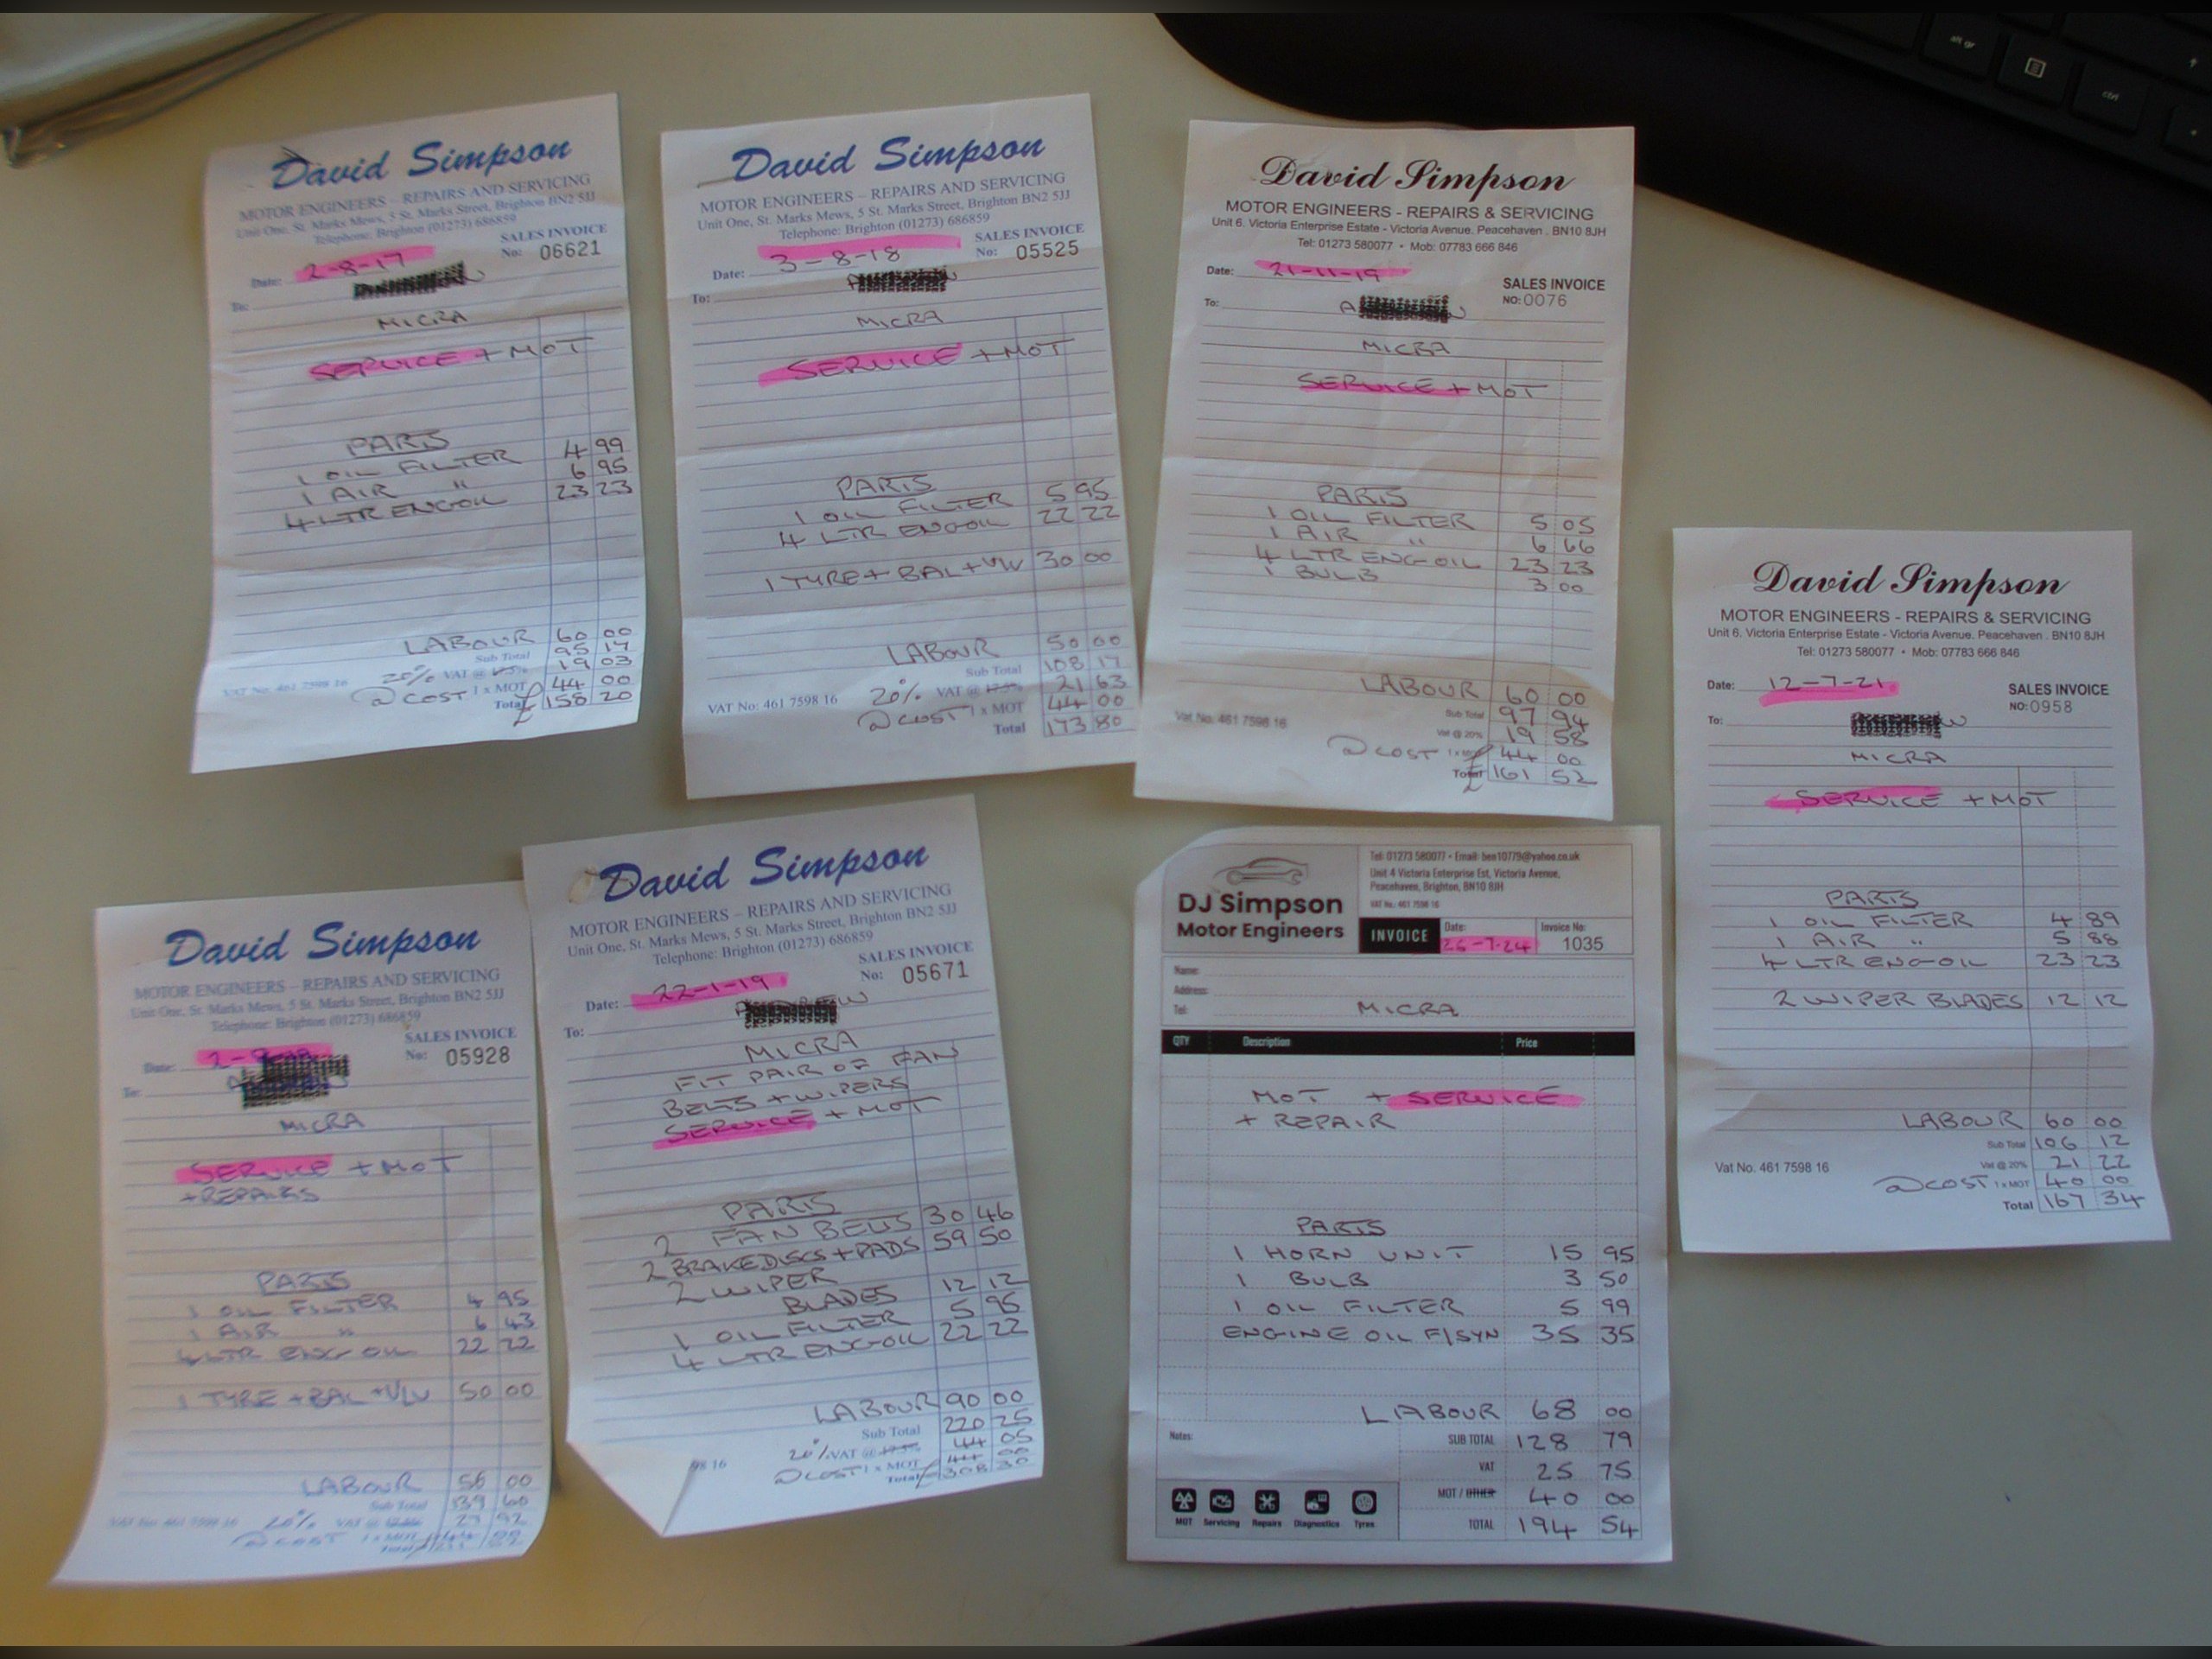 alt gr
ctrl
David Simpson
MOTOR ENGINEERS – REPAIRS AND SERVICING
Unit One, St. Marks Mews, 5 St. Marks Street, Brighton BN2 5JJ
Telephone: Brighton (01273) 686859
SALES INVOICE
Date: 2-8-17 No: 06621
To:
MICRA
SERVICE + MOT
PARTS
1 OIL FILTER 4 99
1 AIR " 6 95
4 LTR ENG OIL 23 23
LABOUR 60 00
Sub Total 95 17
VAT No. 461 7598 16 20% VAT @ 17.5% 19 03
@ COST 1 x MOT 44 00
Total £ 158 20
David Simpson
MOTOR ENGINEERS – REPAIRS AND SERVICING
Unit One, St. Marks Mews, 5 St. Marks Street, Brighton BN2 5JJ
Telephone: Brighton (01273) 686859
SALES INVOICE
Date: 3-8-18 No: 05525
To:
MICRA
SERVICE + MOT
PARTS
1 OIL FILTER 5 95
4 LTR ENG OIL 22 22
1 TYRE + BAL + VLV 30 00
LABOUR 50 00
Sub Total 108 17
VAT No: 461 7598 16 20% VAT @ 17.5% 21 63
@ COST 1 x MOT 44 00
Total 173 80
David Simpson
MOTOR ENGINEERS - REPAIRS & SERVICING
Unit 6. Victoria Enterprise Estate - Victoria Avenue. Peacehaven . BN10 8JH
Tel: 01273 580077 • Mob: 07783 666 846
Date: 21-11-19
SALES INVOICE
To: NO: 0076
MICRA
SERVICE + MOT
PARTS
1 OIL FILTER 5 05
1 AIR " 6 66
4 LTR ENG OIL 23 23
1 BULB 3 00
LABOUR 60 00
Sub Total 97 94
Vat No. 461 7598 16 Vat @ 20% 19 58
@ COST 1 x MOT 44 00
Total £ 161 52
David Simpson
MOTOR ENGINEERS - REPAIRS & SERVICING
Unit 6. Victoria Enterprise Estate - Victoria Avenue. Peacehaven . BN10 8JH
Tel: 01273 580077 • Mob: 07783 666 846
Date: 12-7-21
SALES INVOICE
To: NO: 0958
MICRA
SERVICE + MOT
PARTS
1 OIL FILTER 4 89
1 AIR " 5 88
4 LTR ENG OIL 23 23
2 WIPER BLADES 12 12
LABOUR 60 00
Sub Total 106 12
Vat No. 461 7598 16 Vat @ 20% 21 22
@ COST 1 x MOT 40 00
Total 167 34
David Simpson
MOTOR ENGINEERS – REPAIRS AND SERVICING
Unit One, St. Marks Mews, 5 St. Marks Street, Brighton BN2 5JJ
Telephone: Brighton (01273) 686859
SALES INVOICE
Date: No: 05928
To:
MICRA
SERVICE + MOT
+ REPAIRS
PARTS
1 OIL FILTER 4 95
1 AIR " 6 43
4 LTR ENG OIL 22 22
1 TYRE + BAL + VLV 50 00
LABOUR 56 00
Sub Total 139 60
VAT No: 461 7598 16 20% VAT @ 27 92
@ COST 1 x MOT 44
Total
David Simpson
MOTOR ENGINEERS – REPAIRS AND SERVICING
Unit One, St. Marks Mews, 5 St. Marks Street, Brighton BN2 5JJ
Telephone: Brighton (01273) 686859
SALES INVOICE
Date: 22-1-19 No: 05671
To:
MICRA
FIT PAIR OF FAN
BELTS + WIPERS
SERVICE + MOT
PARTS
2 FAN BELTS 30 46
2 BRAKE DISCS + PADS 59 50
2 WIPER
BLADES 12 12
1 OIL FILTER 5 95
4 LTR ENG OIL 22 22
LABOUR 90 00
Sub Total 220 25
98 16 20% VAT @ 17.5% 44 05
@ COST 1 x MOT 44 00
Total £ 308 30
DJ Simpson
Motor Engineers
Tel: 01273 580077 • Email: ben10779@yahoo.co.uk
Unit 4 Victoria Enterprise Est, Victoria Avenue,
Peacehaven, Brighton, BN10 8JH
VAT No. 461 7598 16
INVOICE
Date: 26-7-24
Invoice No: 1035
Name:
Address:
Tel: MICRA
QTY Description Price
MOT + SERVICE
+ REPAIR
PARTS
1 HORN UNIT 15 95
1 BULB 3 50
1 OIL FILTER 5 99
ENGINE OIL F/SYN 35 35
LABOUR 68 00
Notes: SUB TOTAL 128 79
VAT 25 75
MOT / OTHER 40 00
TOTAL 194 54
MOT Servicing Repairs Diagnostics Tyres